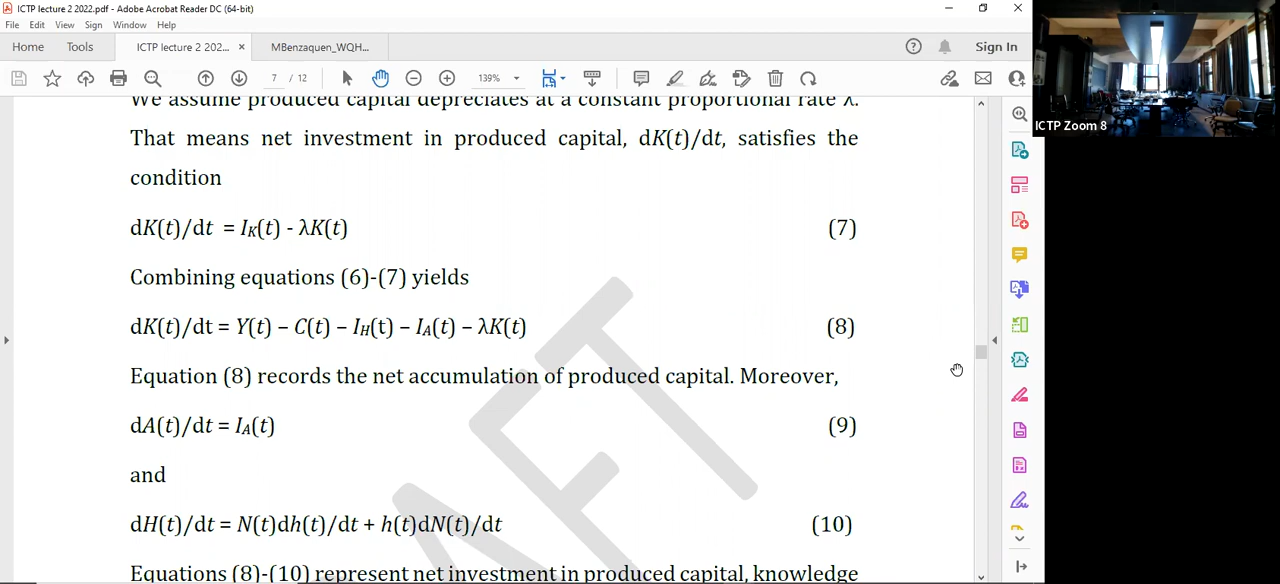 ICTP lecture 2 2022.pdf - Adobe Acrobat Reader DC (64-bit)
File Edit View Sign Window Help
Home Tools ICTP lecture 2 202... × MBenzaquen_WQH... Sign In
7 / 12 139%
ICTP Zoom 8
We assume produced capital depreciates at a constant proportional rate λ.
That means net investment in produced capital, dK(t)/dt, satisfies the
condition
dK(t)/dt = IK(t) - λK(t) (7)
Combining equations (6)-(7) yields
dK(t)/dt = Y(t) – C(t) – IH(t) – IA(t) – λK(t) (8)
Equation (8) records the net accumulation of produced capital. Moreover,
dA(t)/dt = IA(t) (9)
and
dH(t)/dt = N(t)dh(t)/dt + h(t)dN(t)/dt (10)
Equations (8)-(10) represent net investment in produced capital, knowledge